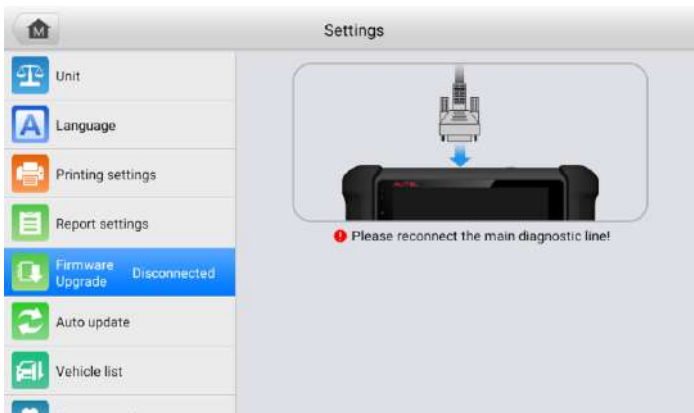 Settings
Unit
Language
Printing settings
Report settings
Firmware
Upgrade
Disconnected
Auto update
Vehicle list
AUTEL
Please reconnect the main diagnostic line!